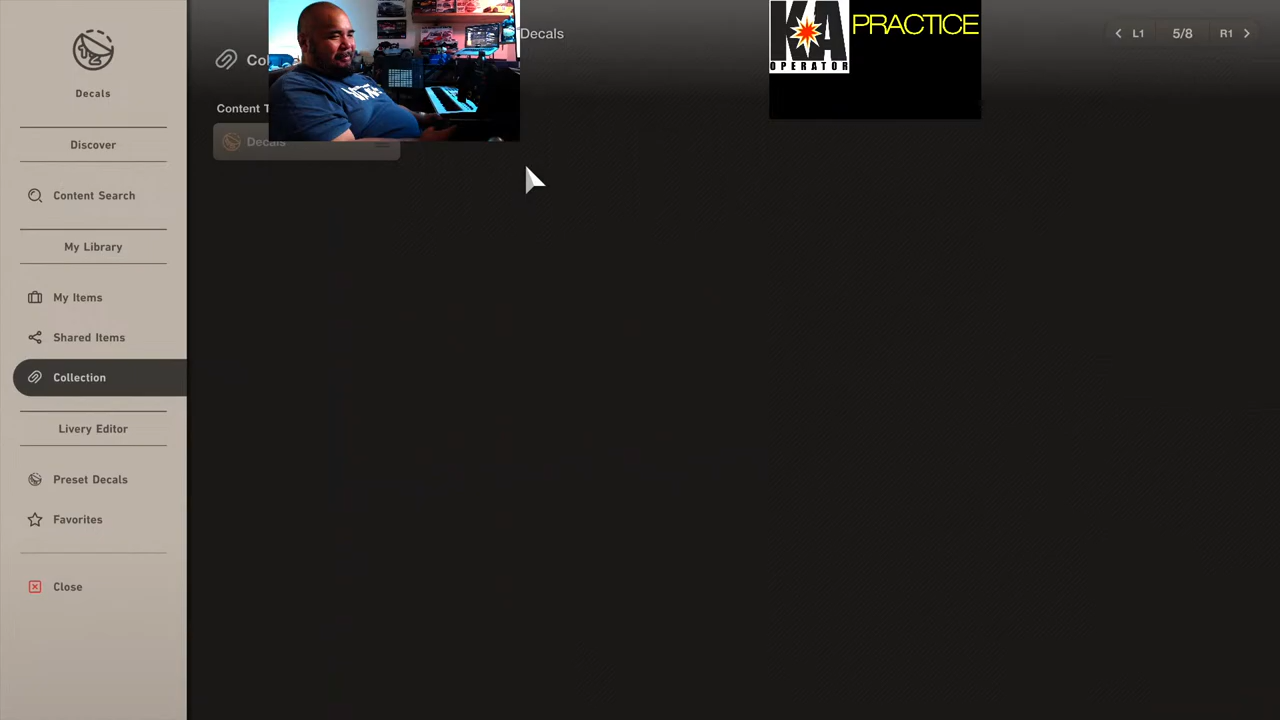 Decals
Discover
Content Search
My Library
My Items
Shared Items
Collection
Livery Editor
Preset Decals
Favorites
Close
Co
Content T
Decals
Decals
KA
OPERATOR
PRACTICE
L1
5/8
R1